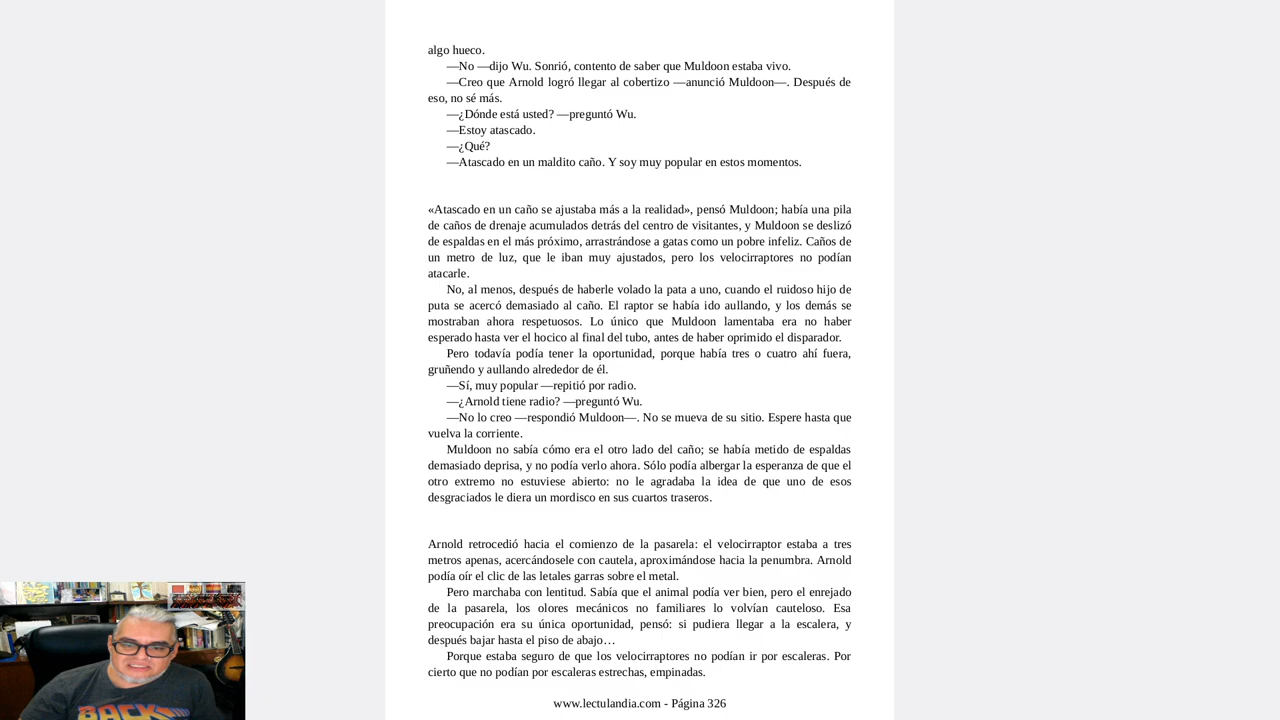 algo hueco.
—No —dijo Wu. Sonrió, contento de saber que Muldoon estaba vivo.
—Creo que Arnold logró llegar al cobertizo —anunció Muldoon—. Después de
eso, no sé más.
—¿Dónde está usted? —preguntó Wu.
—Estoy atascado.
—¿Qué?
—Atascado en un maldito caño. Y soy muy popular en estos momentos.
«Atascado en un caño se ajustaba más a la realidad», pensó Muldoon; había una pila
de caños de drenaje acumulados detrás del centro de visitantes, y Muldoon se deslizó
de espaldas en el más próximo, arrastrándose a gatas como un pobre infeliz. Caños de
un metro de luz, que le iban muy ajustados, pero los velocirraptores no podían
atacarle.
No, al menos, después de haberle volado la pata a uno, cuando el ruidoso hijo de
puta se acercó demasiado al caño. El raptor se había ido aullando, y los demás se
mostraban ahora respetuosos. Lo único que Muldoon lamentaba era no haber
esperado hasta ver el hocico al final del tubo, antes de haber oprimido el disparador.
Pero todavía podía tener la oportunidad, porque había tres o cuatro ahí fuera,
gruñendo y aullando alrededor de él.
—Sí, muy popular —repitió por radio.
—¿Arnold tiene radio? —preguntó Wu.
—No lo creo —respondió Muldoon—. No se mueva de su sitio. Espere hasta que
vuelva la corriente.
Muldoon no sabía cómo era el otro lado del caño; se había metido de espaldas
demasiado deprisa, y no podía verlo ahora. Sólo podía albergar la esperanza de que el
otro extremo no estuviese abierto: no le agradaba la idea de que uno de esos
desgraciados le diera un mordisco en sus cuartos traseros.
Arnold retrocedió hacia el comienzo de la pasarela: el velocirraptor estaba a tres
metros apenas, acercándosele con cautela, aproximándose hacia la penumbra. Arnold
podía oír el clic de las letales garras sobre el metal.
Pero marchaba con lentitud. Sabía que el animal podía ver bien, pero el enrejado
de la pasarela, los olores mecánicos no familiares lo volvían cauteloso. Esa
preocupación era su única oportunidad, pensó: si pudiera llegar a la escalera, y
después bajar hasta el piso de abajo…
Porque estaba seguro de que los velocirraptores no podían ir por escaleras. Por
cierto que no podían por escaleras estrechas, empinadas.
www.lectulandia.com - Página 326
BACK